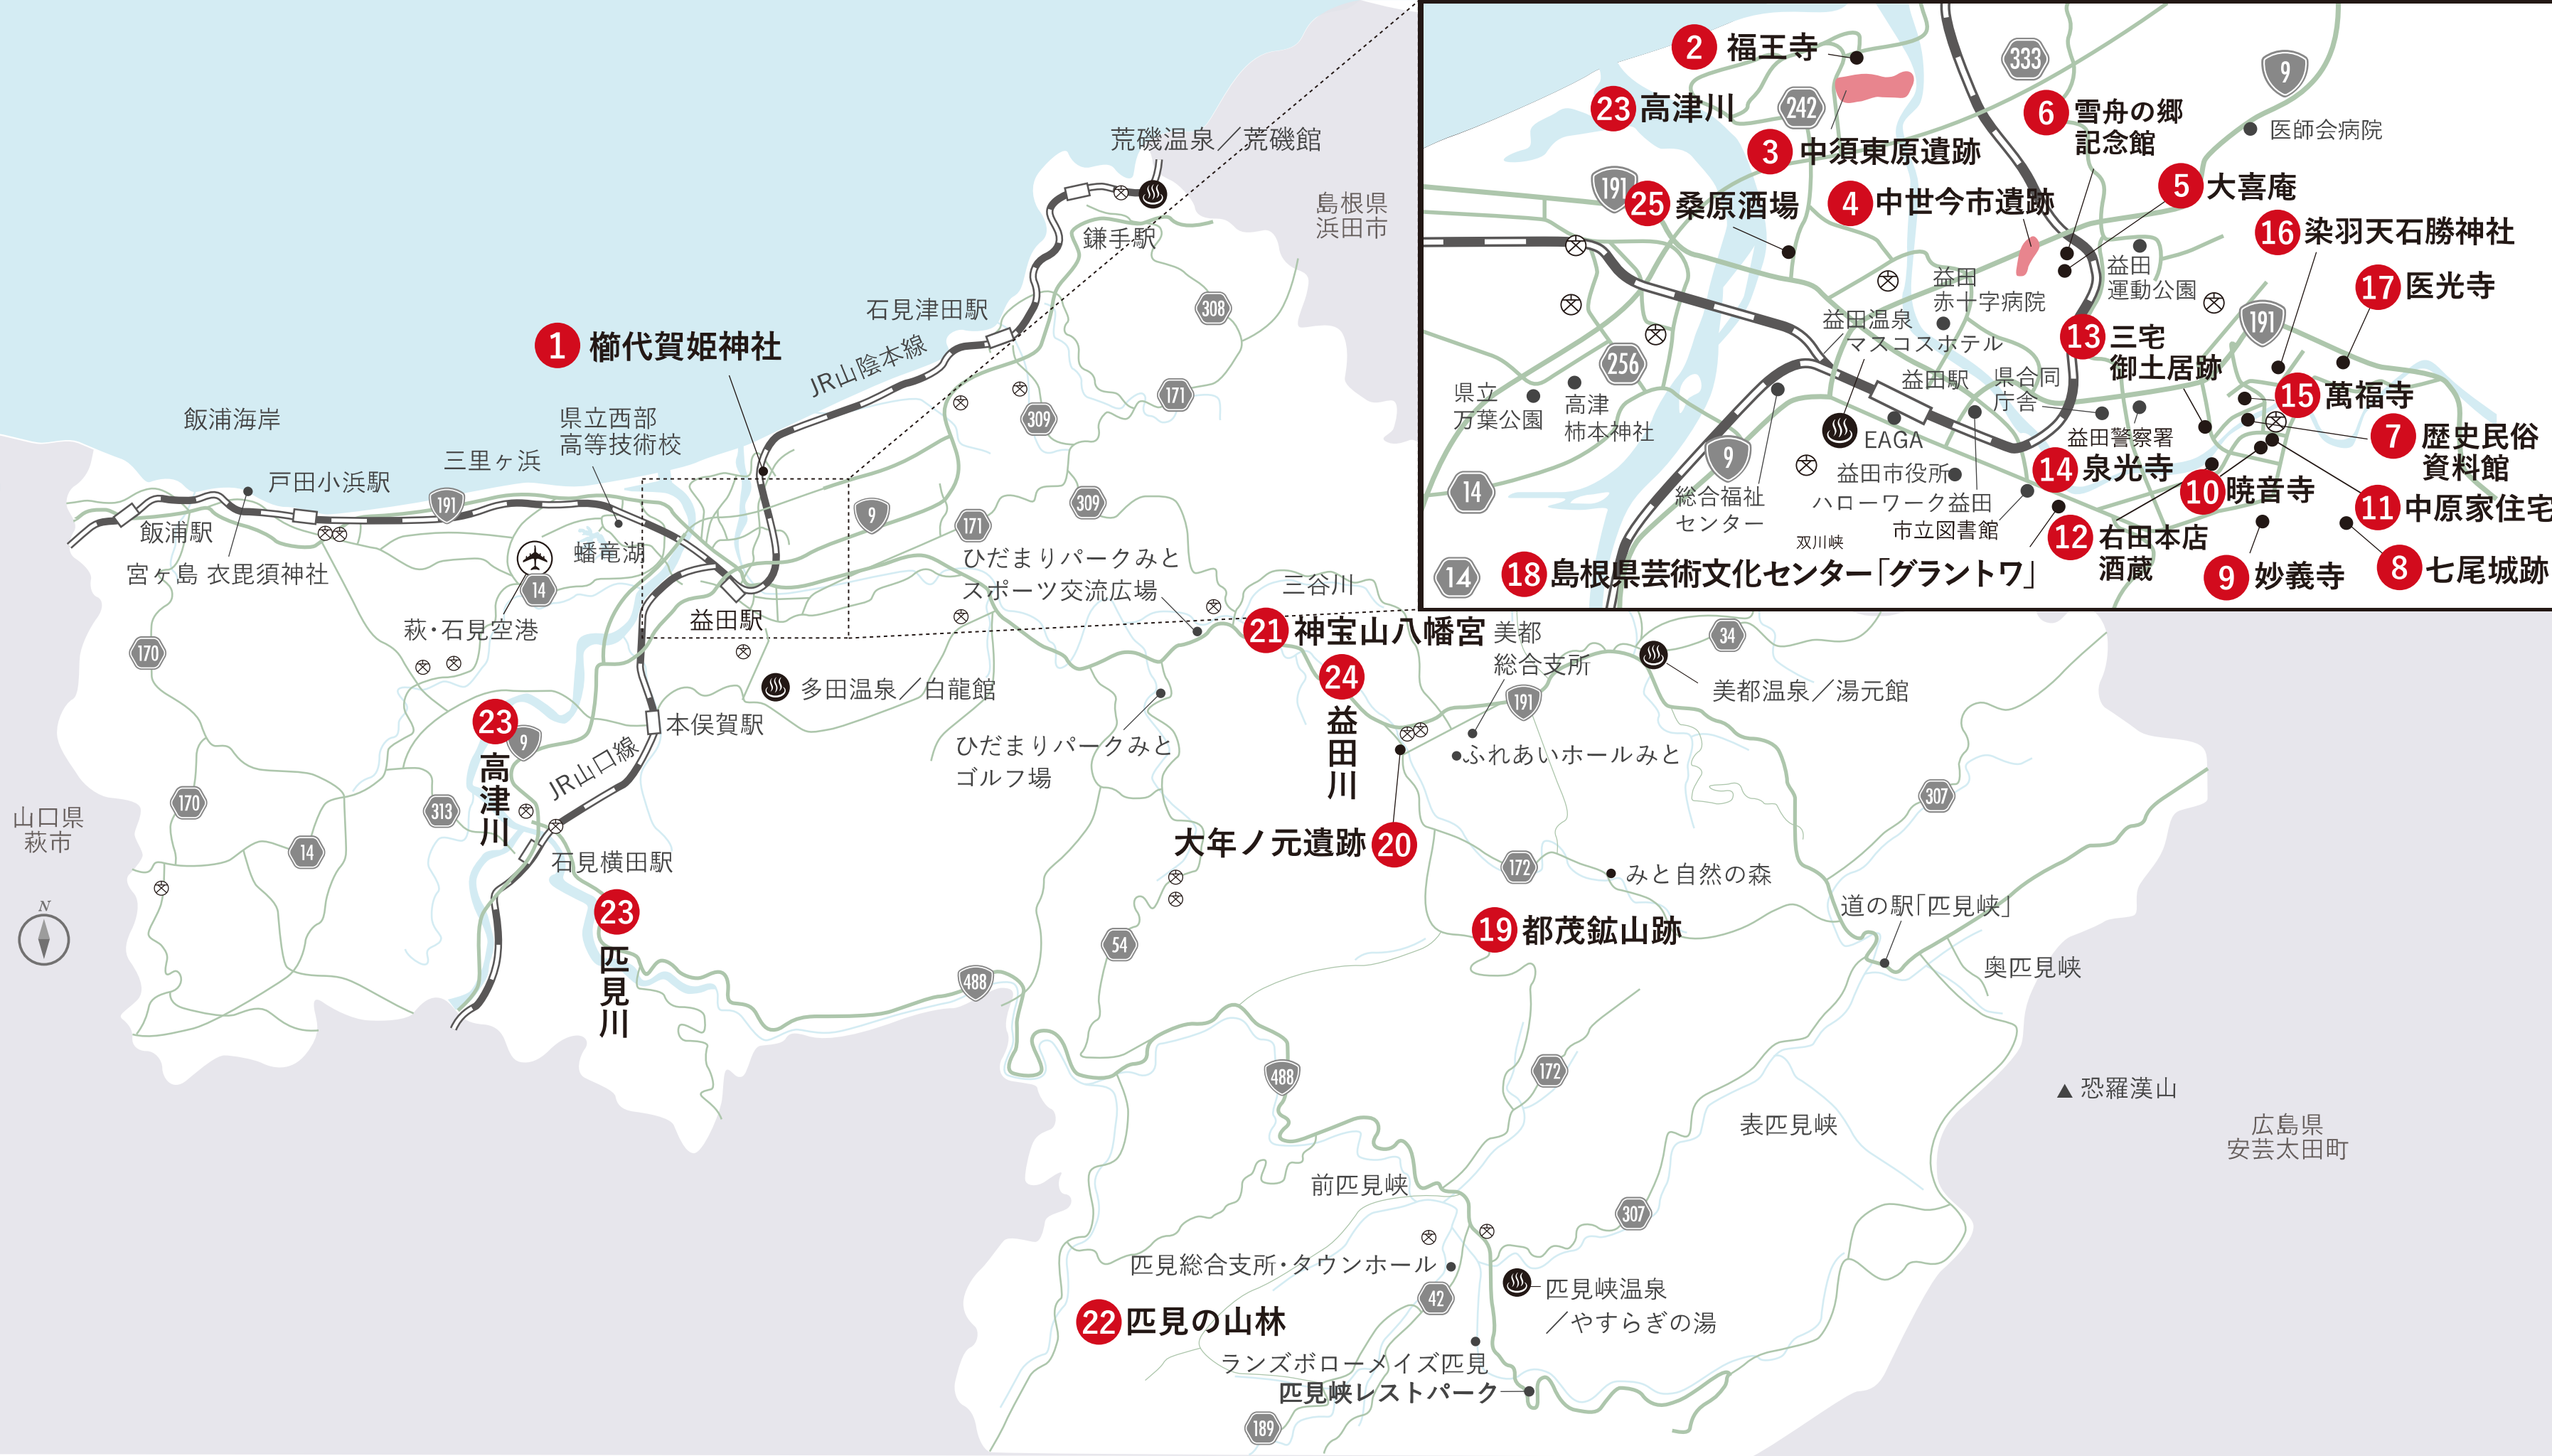 荒磯温泉／荒磯館
島根県
浜田市
鎌手駅
308
石見津田駅
JR山陰本線
1 櫛代賀姫神社
171
309
飯浦海岸
県立西部
高等技術校
三里ヶ浜
戸田小浜駅
191
9
171
309
飯浦駅
宮ヶ島 衣毘須神社
蟠竜湖
14
萩・石見空港
益田駅
ひだまりパークみと
スポーツ交流広場
三谷川
170
多田温泉／白龍館
21 神宝山八幡宮
美都
総合支所
34
24 益田川
191
美都温泉／湯元館
23 高津川
9
本俣賀駅
JR山口線
ひだまりパークみと
ゴルフ場
ふれあいホールみと
170
313
307
山口県
萩市
14
石見横田駅
大年ノ元遺跡 20
172
みと自然の森
N
23 匹見川
54
19 都茂鉱山跡
道の駅「匹見峡」
奥匹見峡
488
488
172
恐羅漢山
表匹見峡
広島県
安芸太田町
前匹見峡
307
匹見総合支所・タウンホール
42
匹見峡温泉
／やすらぎの湯
22 匹見の山林
ランズボローメイズ匹見
匹見峡レストパーク
189
2 福王寺
333
9
23 高津川
242
6 雪舟の郷
記念館
医師会病院
3 中須東原遺跡
191
25 桑原酒場
4 中世今市遺跡
5 大喜庵
16 染羽天石勝神社
益田
赤十字病院
益田
運動公園
17 医光寺
益田温泉
マスコスホテル
13 三宅
御土居跡
191
256
益田駅
県合同
庁舎
県立
万葉公園
高津
柿本神社
15 萬福寺
EAGA
益田警察署
7 歴史民俗
資料館
9
益田市役所
14 泉光寺
14
総合福祉
センター
ハローワーク益田
10 暁音寺
市立図書館
11 中原家住宅
双川峡
12 右田本店
酒蔵
14
18 島根県芸術文化センター「グラントワ」
9 妙義寺
8 七尾城跡